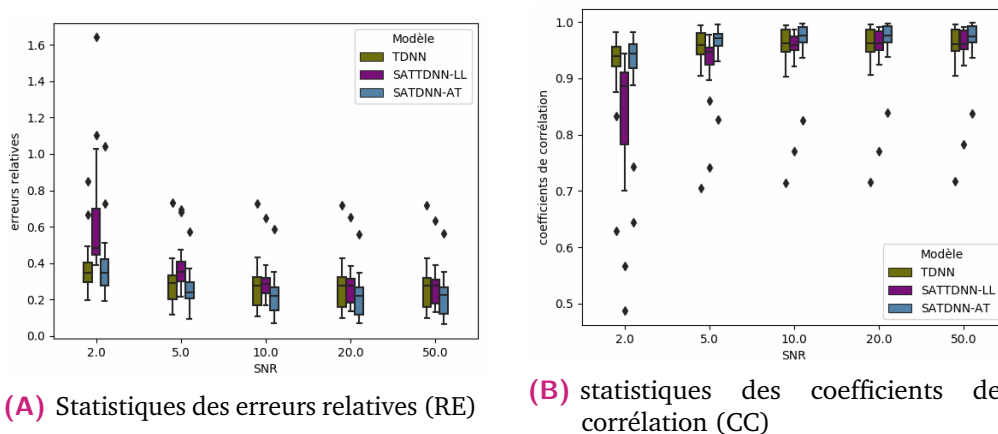 Modèle
TDNN
SATTDNN-LL
SATDNN-AT
erreurs relatives
1.6
1.4
1.2
1.0
0.8
0.6
0.4
0.2
0.0
2.0 5.0 10.0 20.0 50.0
SNR
(A) Statistiques des erreurs relatives (RE)
coefficients de corrélation
1.0
0.9
0.8
0.7
0.6
0.5
Modèle
TDNN
SATTDNN-LL
SATDNN-AT
2.0 5.0 10.0 20.0 50.0
SNR
(B) statistiques des coefficients de
corrélation (CC)